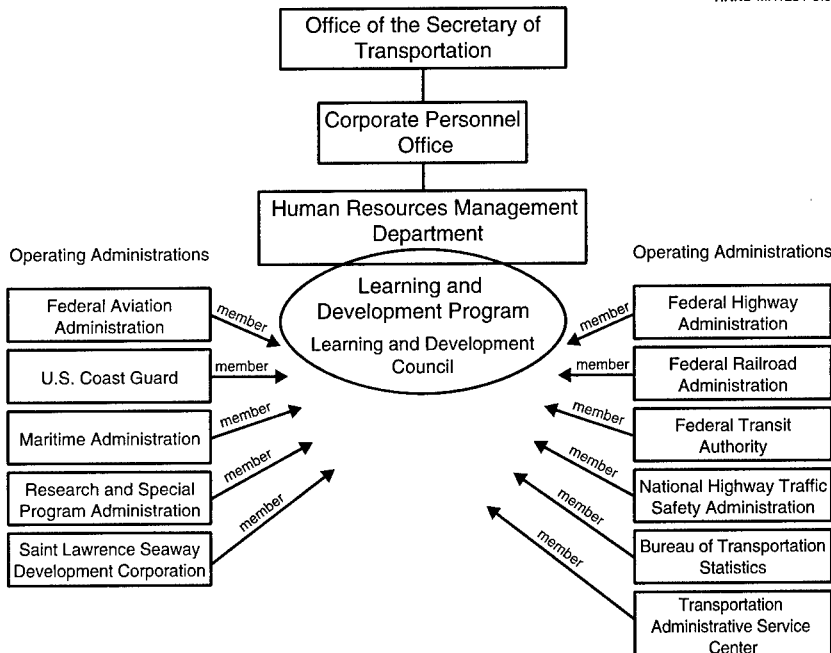 Office of the Secretary of
Transportation
Corporate Personnel
Office
Human Resources Management
Department
Learning and
Development Program
Learning and Development
Council
Operating Administrations
Federal Aviation
Administration
member
U.S. Coast Guard
member
Maritime Administration
member
Research and Special
Program Administration
member
Saint Lawrence Seaway
Development Corporation
member
Operating Administrations
Federal Highway
Administration
member
Federal Railroad
Administration
member
Federal Transit
Authority
member
National Highway Traffic
Safety Administration
member
Bureau of Transportation
Statistics
member
Transportation
Administrative Service
Center
member